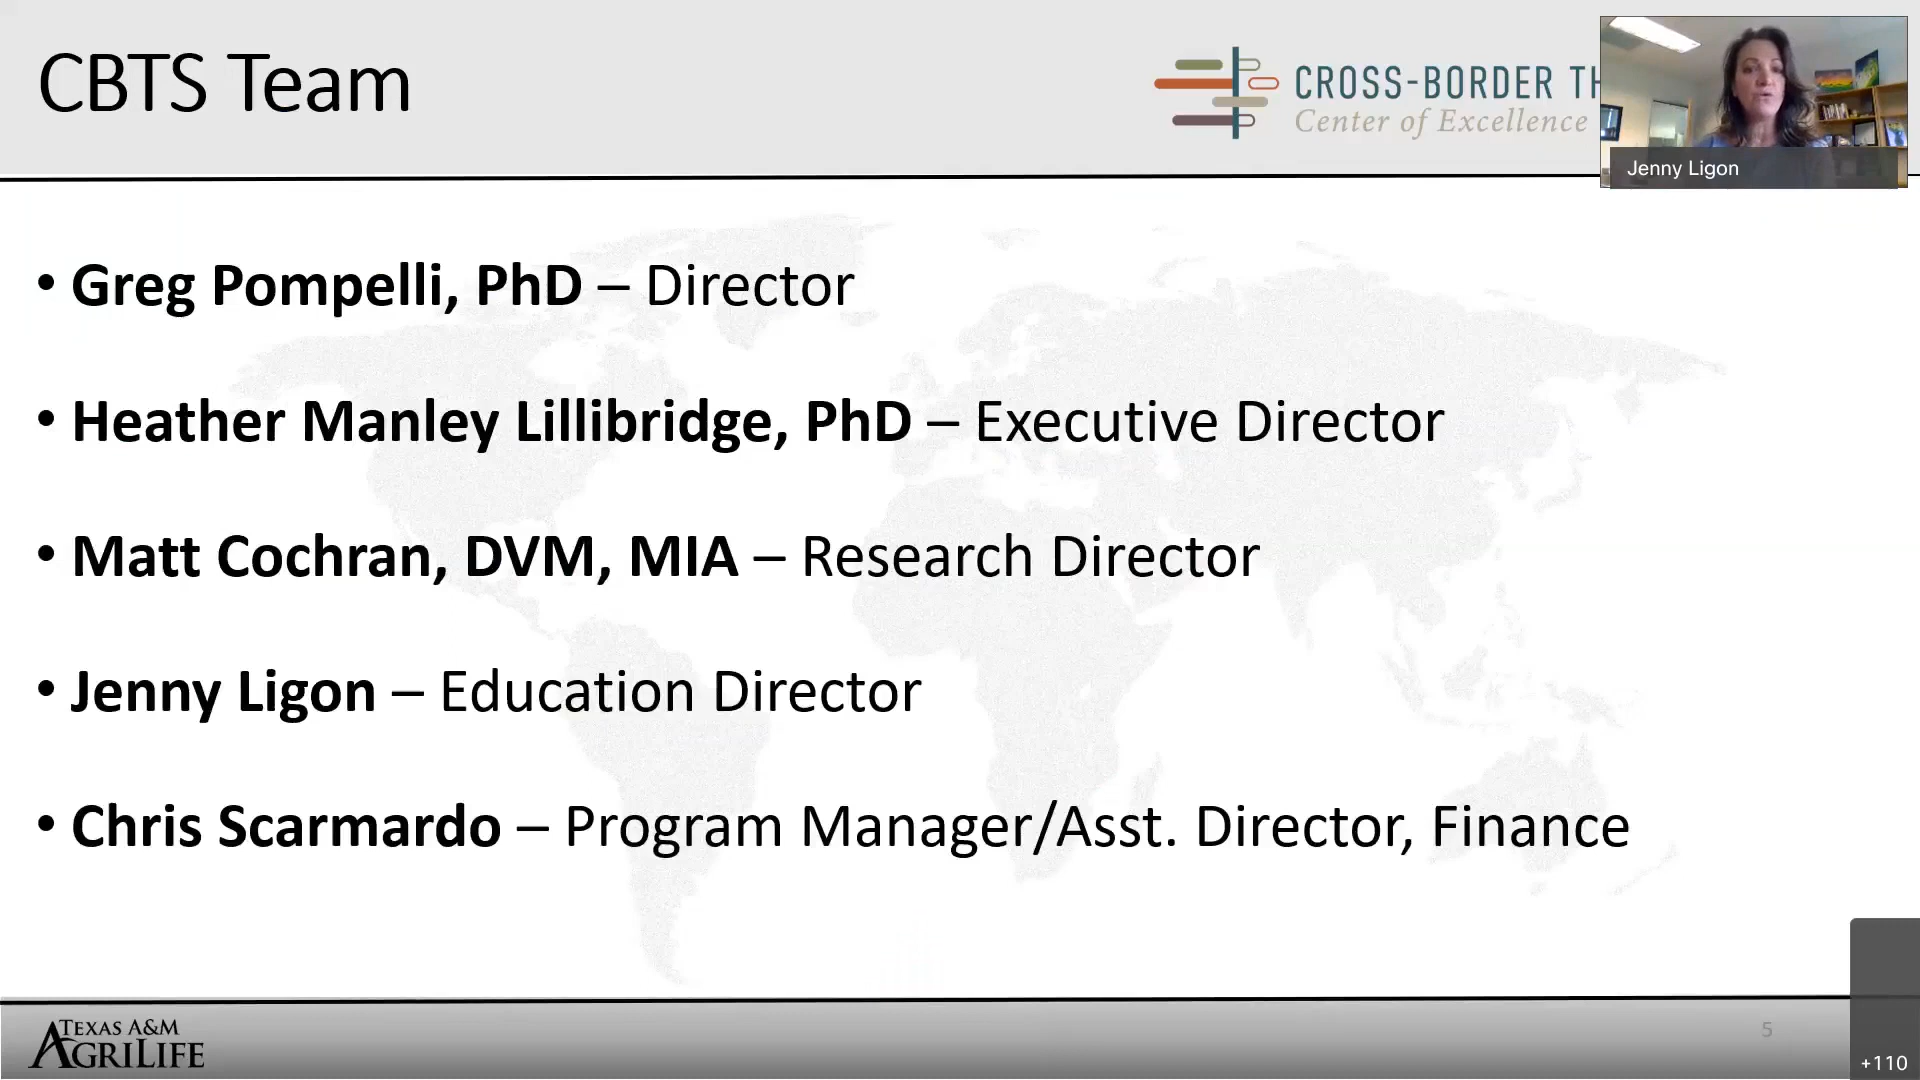 CBTS Team
CROSS-BORDER TH
Center of Excellence
Jenny Ligon
• Greg Pompelli, PhD – Director
• Heather Manley Lillibridge, PhD – Executive Director
• Matt Cochran, DVM, MIA – Research Director
• Jenny Ligon – Education Director
• Chris Scarmardo – Program Manager/Asst. Director, Finance
TEXAS A&M
AGRILIFE
5
+110